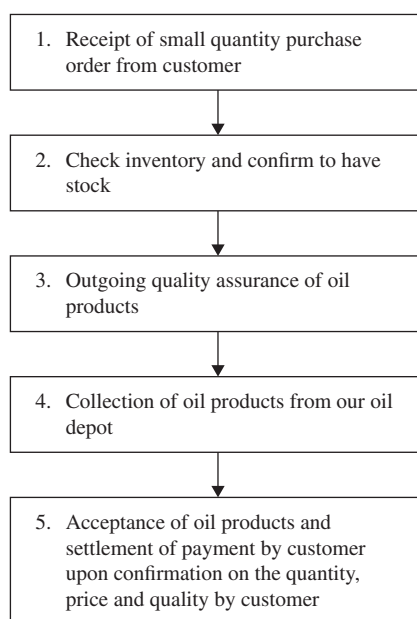 1. Receipt of small quantity purchase
order from customer
2. Check inventory and confirm to have
stock
3. Outgoing quality assurance of oil
products
4. Collection of oil products from our oil
depot
5. Acceptance of oil products and
settlement of payment by customer
upon confirmation on the quantity,
price and quality by customer